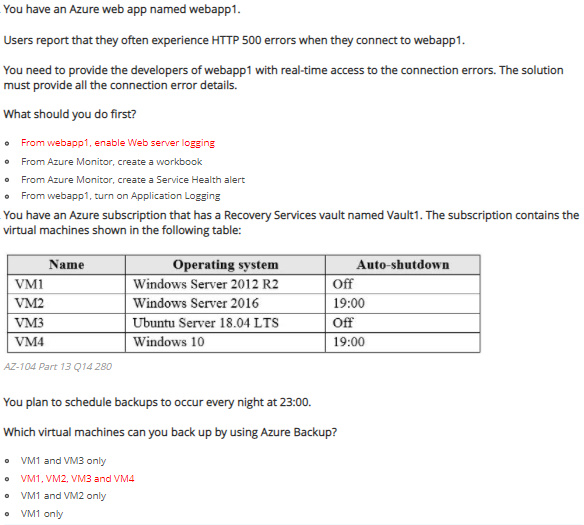 You have an Azure web app named webapp1.
Users report that they often experience HTTP 500 errors when they connect to webapp1.
You need to provide the developers of webapp1 with real-time access to the connection errors. The solution
must provide all the connection error details.
What should you do first?
From webapp1, enable Web server logging
From Azure Monitor, create a workbook
From Azure Monitor, create a Service Health alert
From webapp1, turn on Application Logging
You have an Azure subscription that has a Recovery Services vault named Vault1. The subscription contains the
virtual machines shown in the following table:
Name Operating system Auto-shutdown
VM1 Windows Server 2012 R2 Off
VM2 Windows Server 2016 19:00
VM3 Ubuntu Server 18.04 LTS Off
VM4 Windows 10 19:00
AZ-104 Part 13 Q14 280
You plan to schedule backups to occur every night at 23:00.
Which virtual machines can you back up by using Azure Backup?
VM1 and VM3 only
VM1, VM2, VM3 and VM4
VM1 and VM2 only
VM1 only